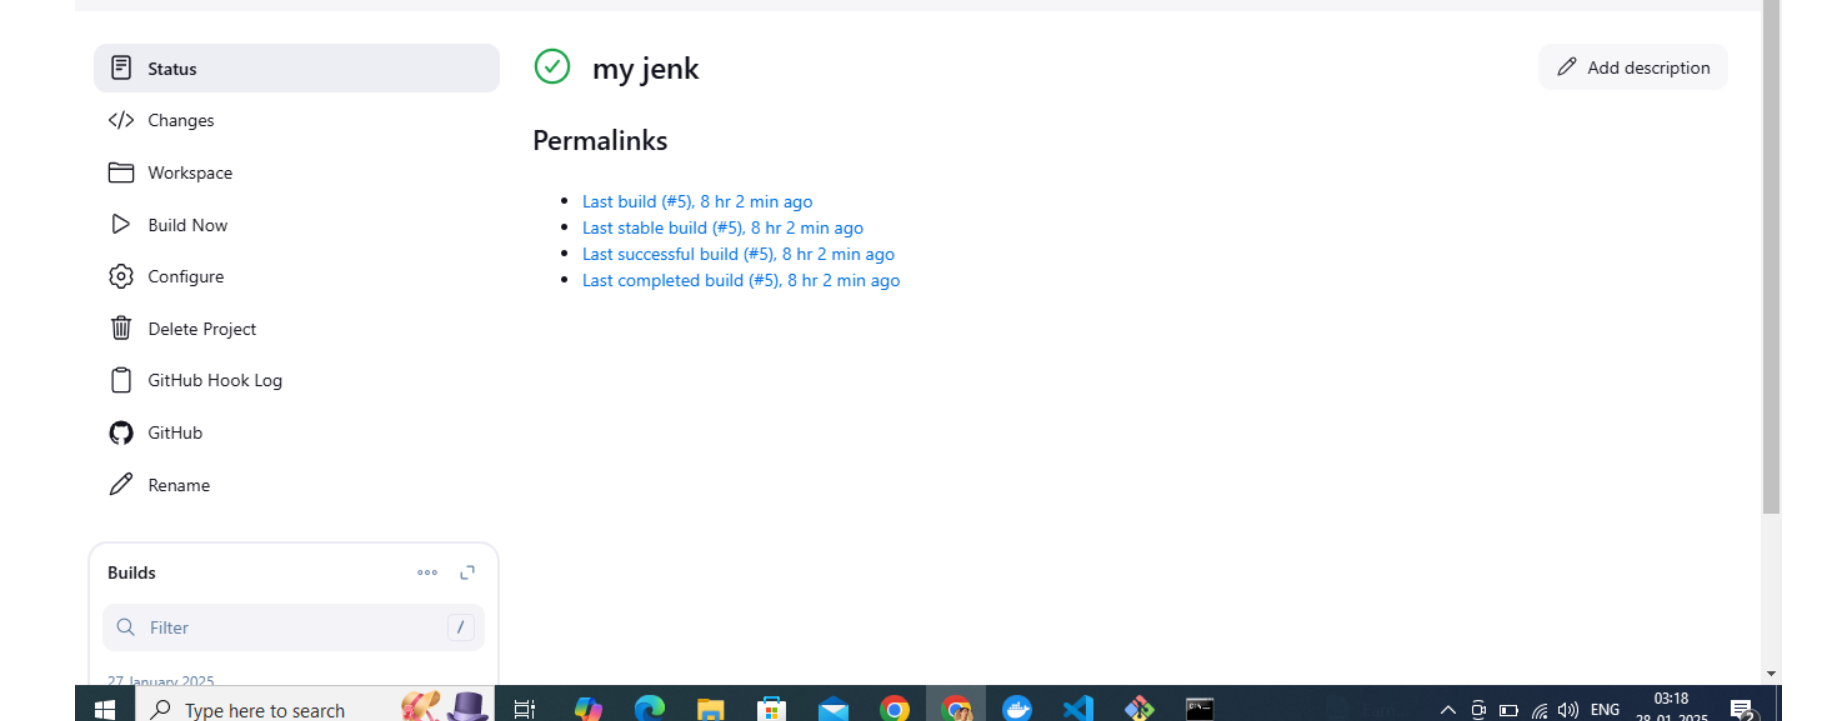 Status
Changes
Workspace
Build Now
Configure
Delete Project
GitHub Hook Log
GitHub
Rename
my jenk
Add description
Permalinks
Last build (#5), 8 hr 2 min ago
Last stable build (#5), 8 hr 2 min ago
Last successful build (#5), 8 hr 2 min ago
Last completed build (#5), 8 hr 2 min ago
Builds
Filter
/
27 January 2025
Type here to search
ENG
03:18
28-01-2025
2